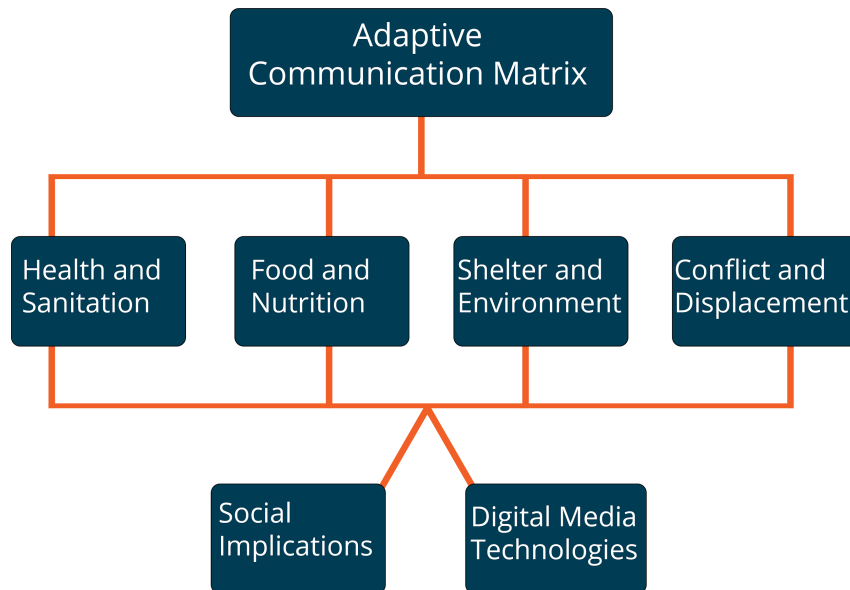 Adaptive
Communication Matrix
Health and
Sanitation
Food and
Nutrition
Shelter and
Environment
Conflict and
Displacement
Social
Implications
Digital Media
Technologies